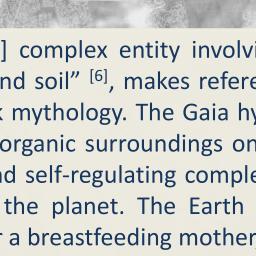 ] complex entity involvi
nd soil” [6], makes refere
k mythology. The Gaia hy
organic surroundings on
nd self-regulating comple
the planet. The Earth
r a breastfeeding mother,